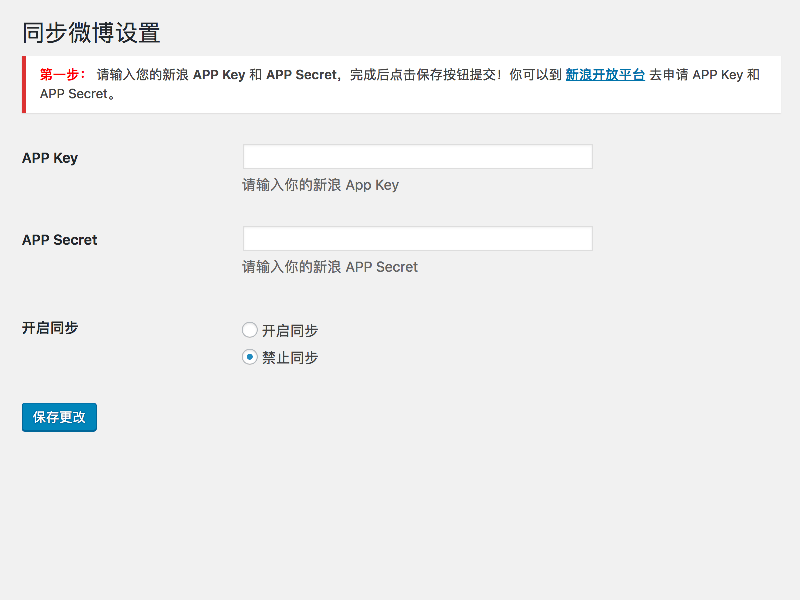 同步微博设置
第一步： 请输入您的新浪 APP Key 和 APP Secret，完成后点击保存按钮提交！你可以到 新浪开放平台 去申请 APP Key 和
APP Secret。
APP Key
请输入你的新浪 App Key
APP Secret
请输入你的新浪 APP Secret
开启同步
开启同步
禁止同步
保存更改